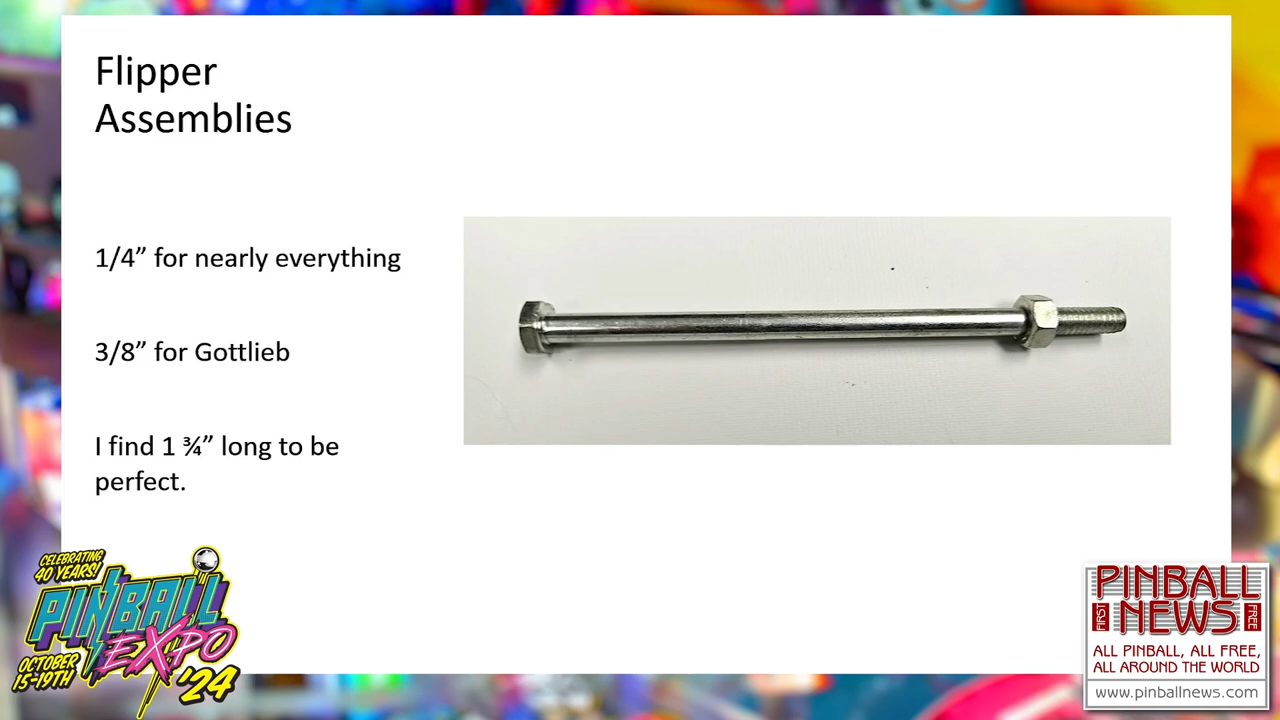 Flipper
Assemblies
1/4” for nearly everything
3/8” for Gottlieb
I find 1 ¾” long to be
perfect.
CELEBRATING
40 YEARS!
PINBALL
EXPO
OCTOBER
15-19TH
'24
PINBALL
FIRST
NEWS
FREE
ALL PINBALL, ALL FREE,
ALL AROUND THE WORLD
www.pinballnews.com